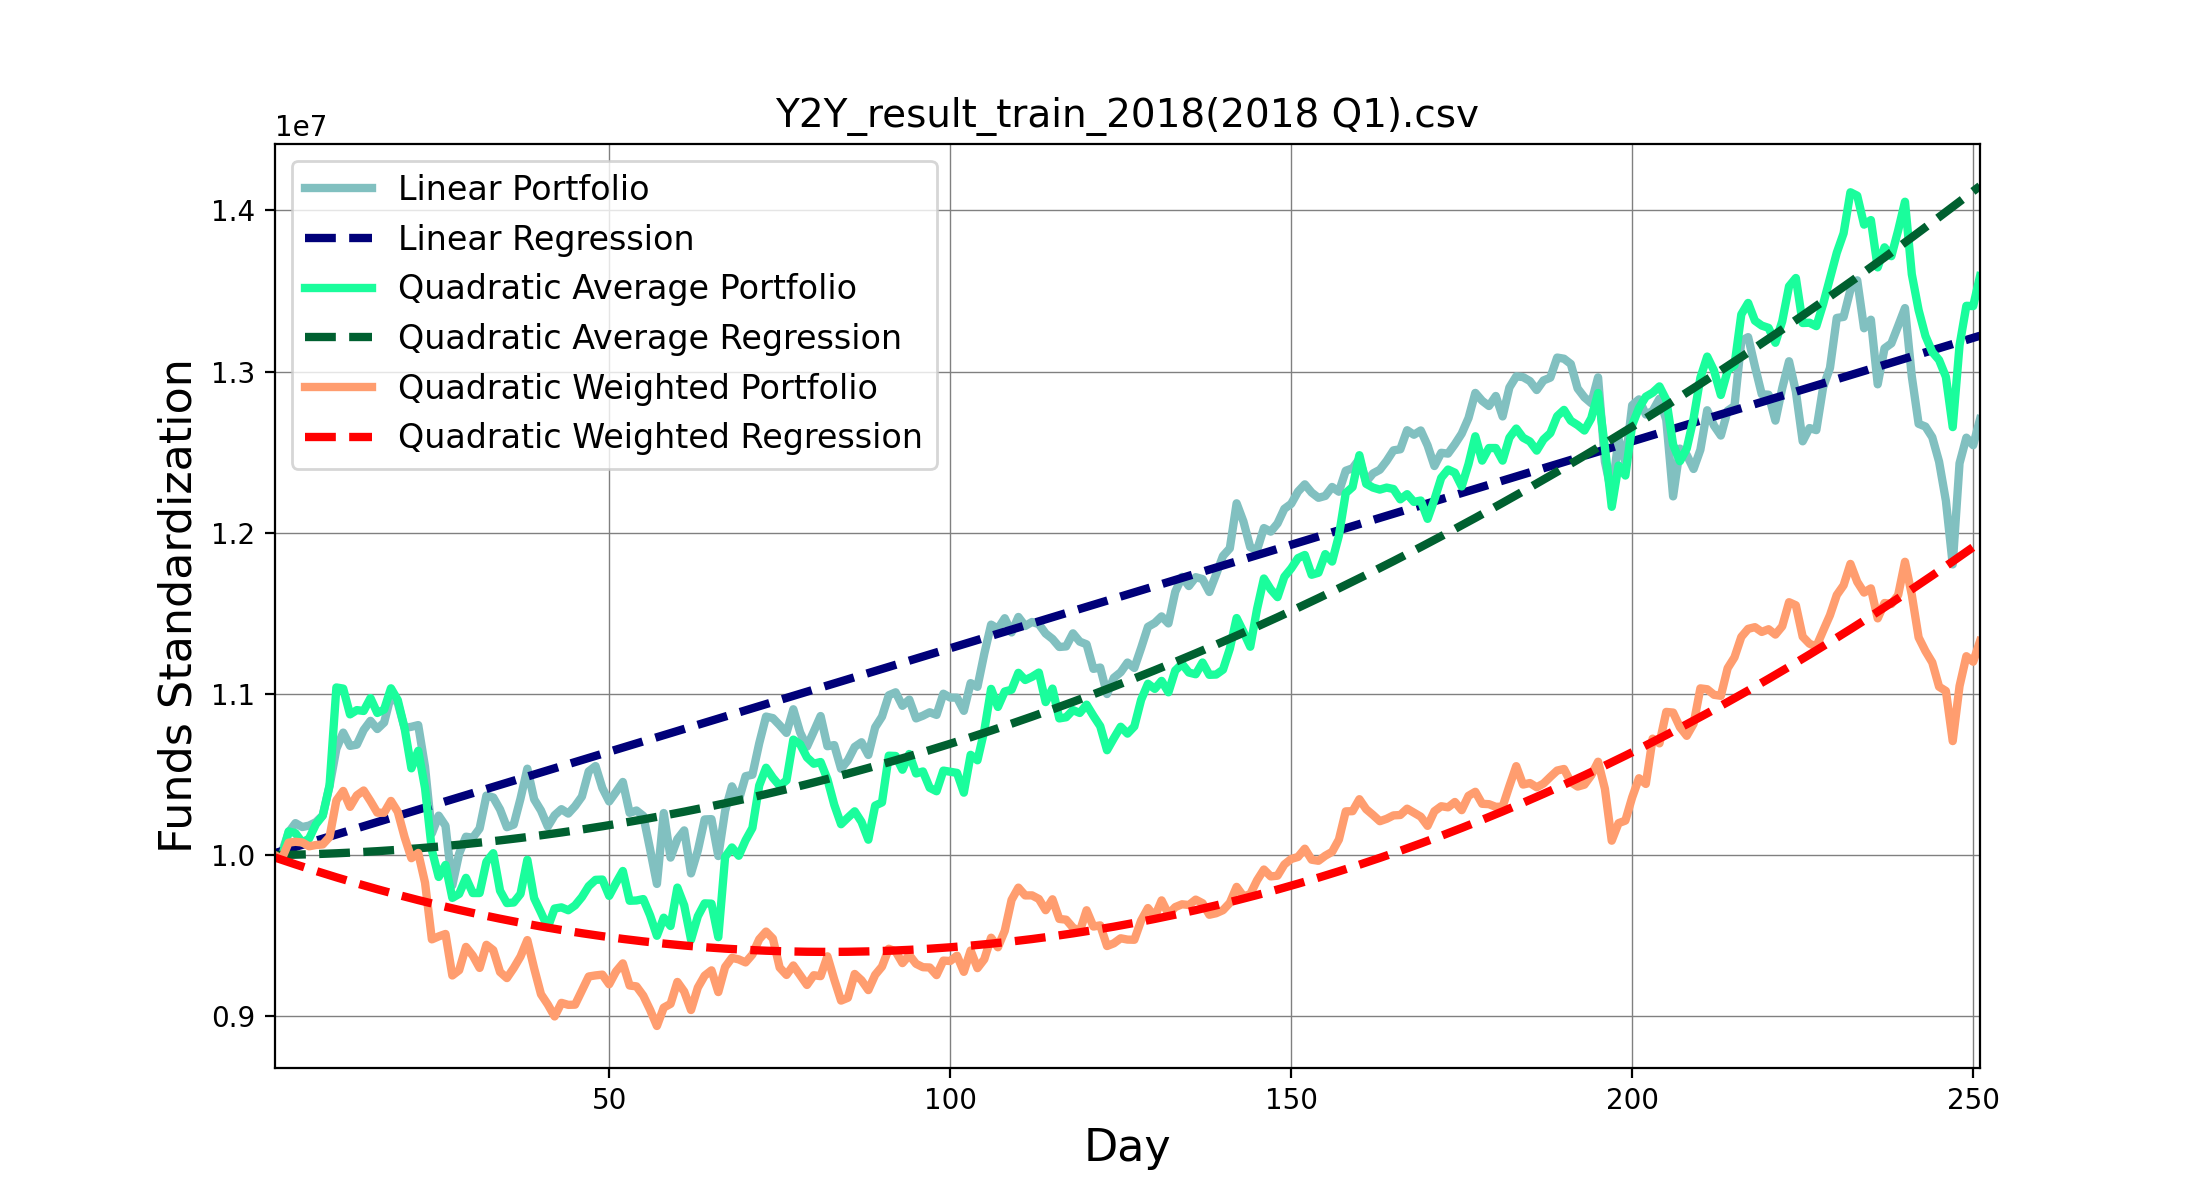 Y2Y_result_train_2018(2018 Q1).csv
1e7
Linear Portfolio
Linear Regression
Quadratic Average Portfolio
Quadratic Average Regression
Quadratic Weighted Portfolio
Quadratic Weighted Regression
1.4
1.3
1.2
1.1
1.0
0.9
Funds Standardization
50
100
150
200
250
Day